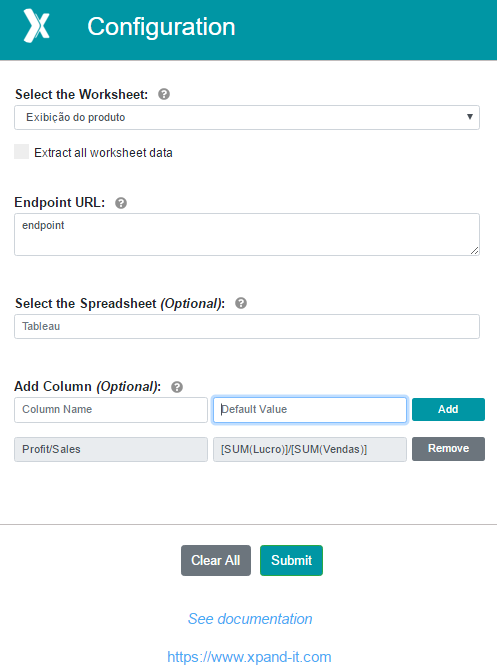 Configuration
Select the Worksheet: ?
Exibição do produto
Extract all worksheet data
Endpoint URL: ?
endpoint
Select the Spreadsheet (Optional): ?
Tableau
Add Column (Optional): ?
Column Name Default Value Add
Profit/Sales [SUM(Lucro)]/[SUM(Vendas)] Remove
Clear All Submit
See documentation
https://www.xpand-it.com